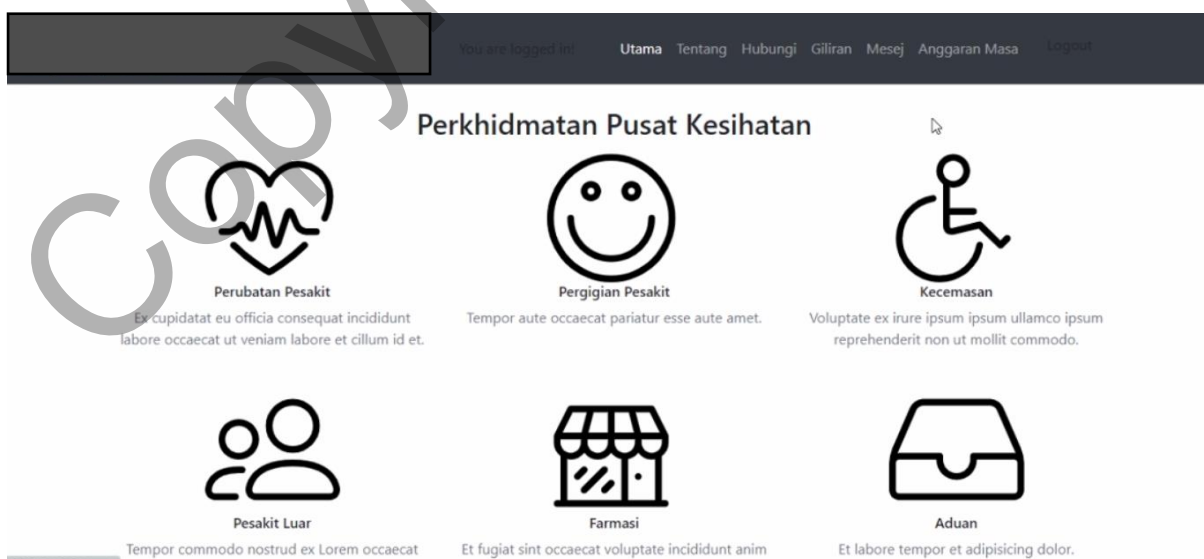 You are logged in!
Utama Tentang Hubungi Giliran Mesej Anggaran Masa Logout
Perkhidmatan Pusat Kesihatan
Perubatan Pesakit
Ex cupidatat eu officia consequat incididunt
labore occaecat ut veniam labore et cillum id et.
Pergigian Pesakit
Tempor aute occaecat pariatur esse aute amet.
Kecemasan
Voluptate ex irure ipsum ipsum ullamco ipsum
reprehenderit non ut mollit commodo.
Pesakit Luar
Tempor commodo nostrud ex Lorem occaecat
Farmasi
Et fugiat sint occaecat voluptate incididunt anim
Aduan
Et labore tempor et adipisicing dolor.